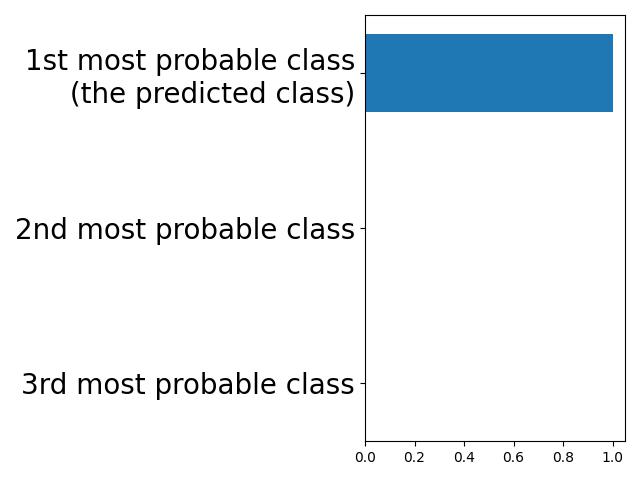 1st most probable class
(the predicted class)
2nd most probable class
3rd most probable class
0.0 0.2 0.4 0.6 0.8 1.0